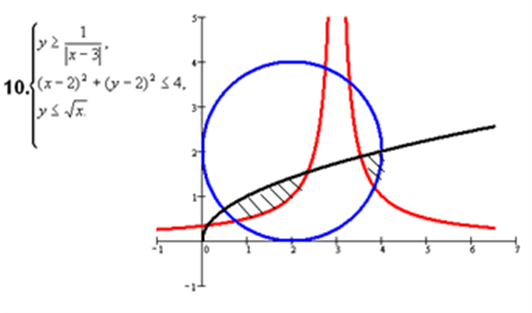 10.
y ≥ 1/|x − 3|,
(x−2)² + (y−2)² ≤ 4,
y ≤ √x.
5
4
3
2
1
−1 0 1 2 3 4 5 6 7
−1